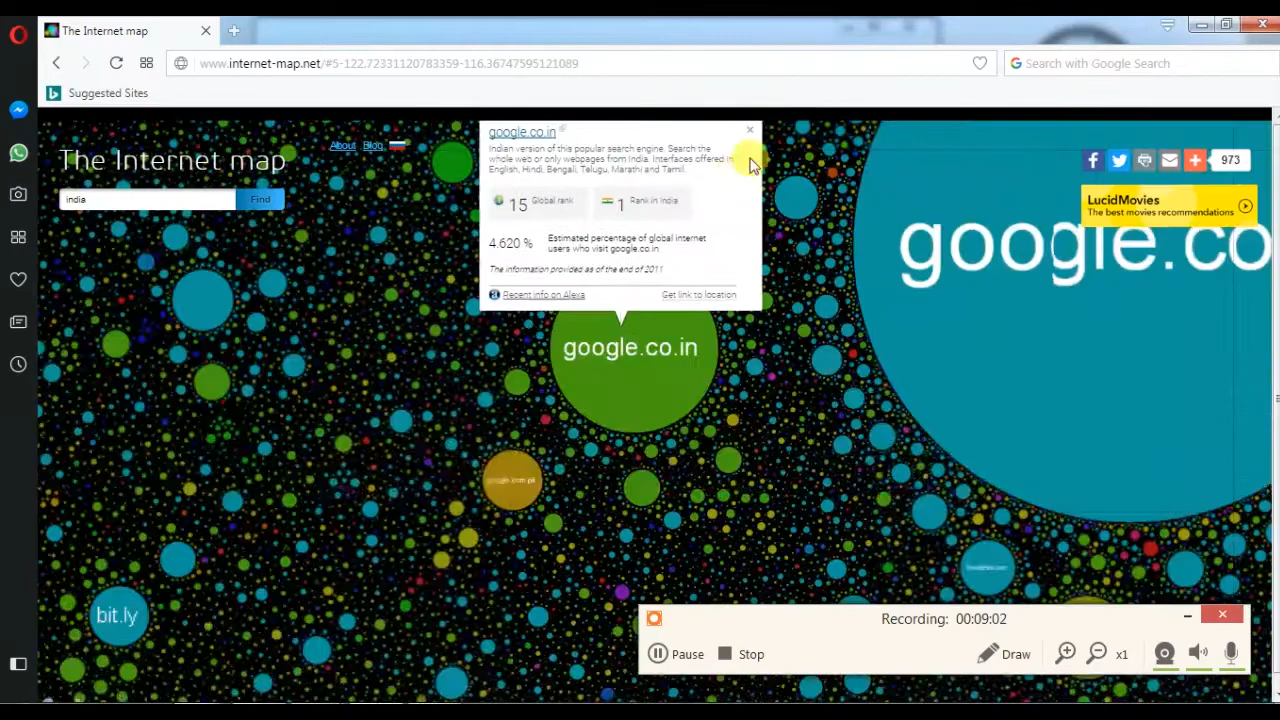 The Internet map
www.internet-map.net/#5-122.72331120783359-116.36747595121089
Search with Google Search
Suggested Sites
The Internet map
About Blog
india
Find
google.co.in
Indian version of this popular search engine. Search the
whole web or only webpages from India. Interfaces offered in
English, Hindi, Bengali, Telugu, Marathi and Tamil.
15 Global rank
1 Rank in India
4.620 % Estimated percentage of global internet
users who visit google.co.in
The information provided as of the end of 2011
Recent info on Alexa
Get link to location
973
LucidMovies
The best movies recommendations
google.co
google.co.in
google.com.pk
bit.ly
Recording: 00:09:02
Pause
Stop
Draw
x1